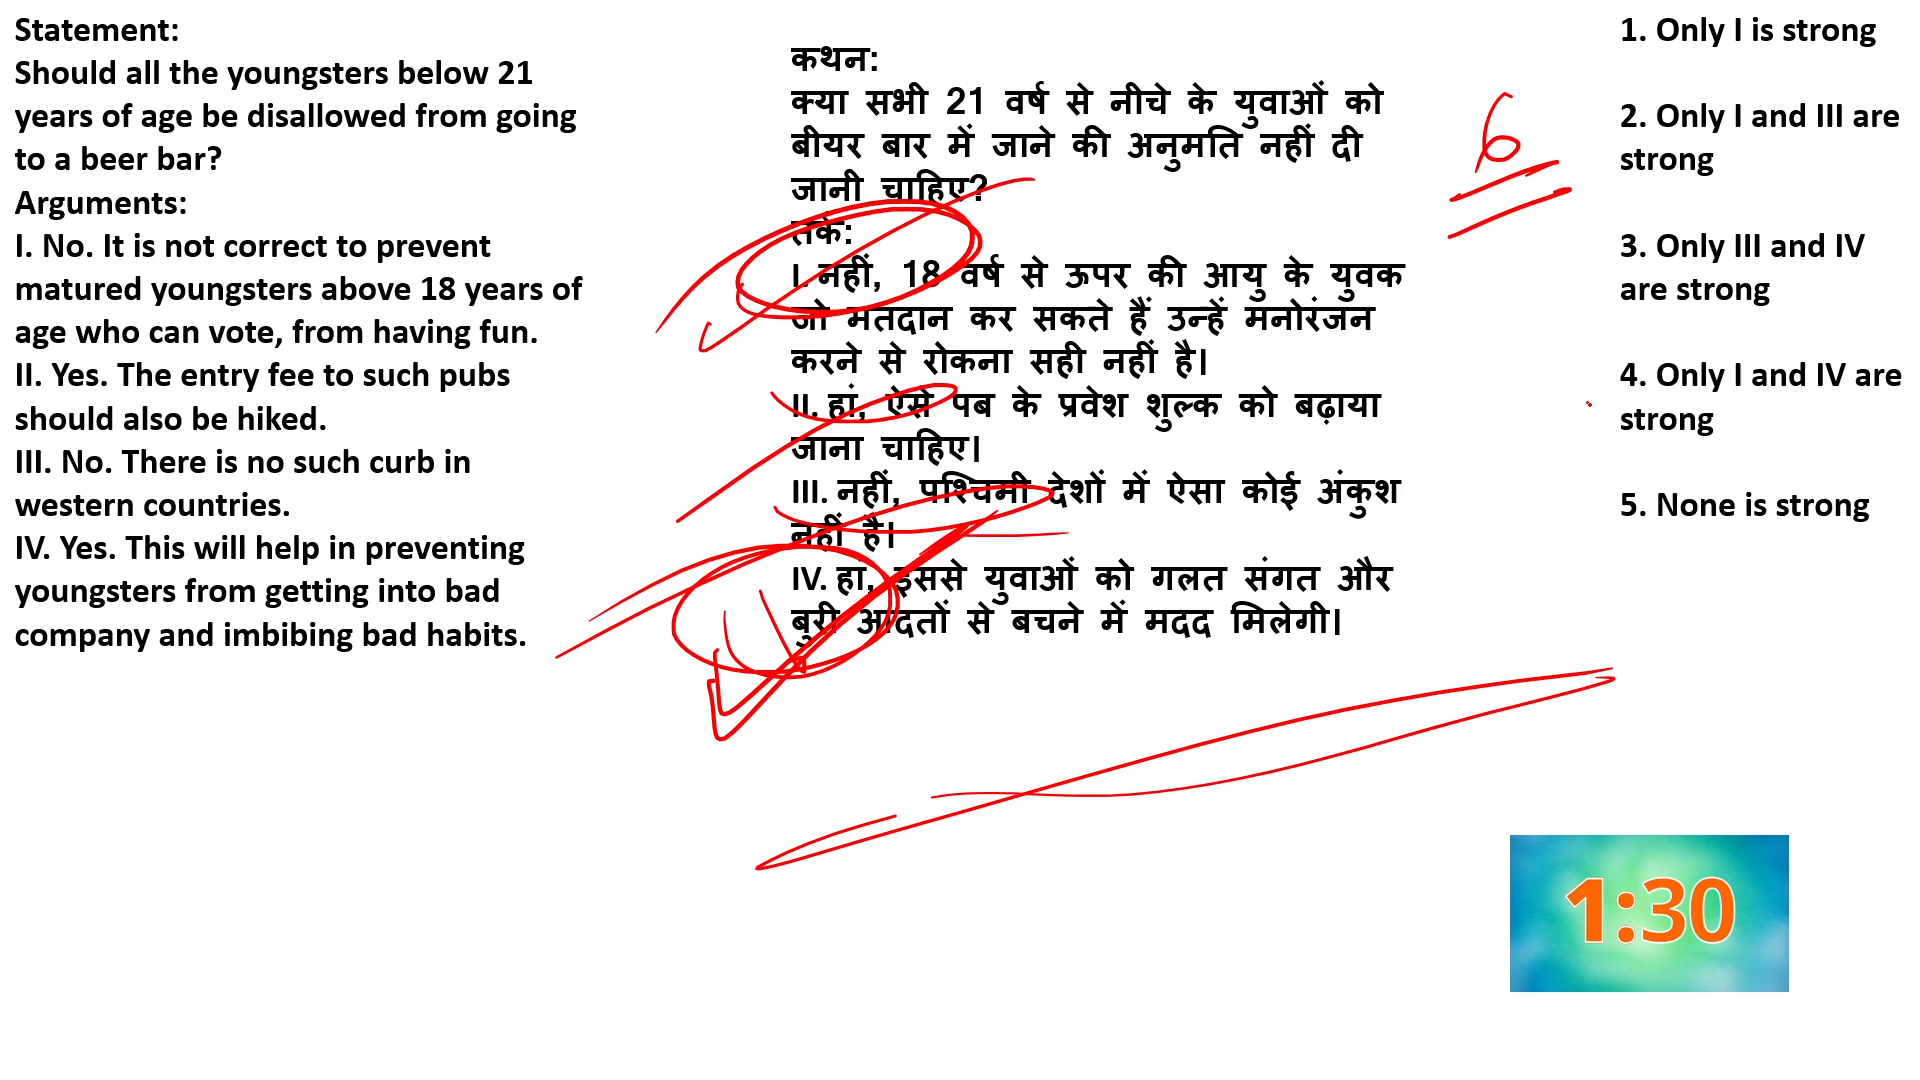 Statement:
Should all the youngsters below 21
years of age be disallowed from going
to a beer bar?
Arguments:
I. No. It is not correct to prevent
matured youngsters above 18 years of
age who can vote, from having fun.
II. Yes. The entry fee to such pubs
should also be hiked.
III. No. There is no such curb in
western countries.
IV. Yes. This will help in preventing
youngsters from getting into bad
company and imbibing bad habits.
कथन:
क्या सभी 21 वर्ष से नीचे के युवाओं को
बीयर बार में जाने की अनुमति नहीं दी
जानी चाहिए?
तर्क:
I. नहीं, 18 वर्ष से ऊपर की आयु के युवक
जो मतदान कर सकते हैं उन्हें मनोरंजन
करने से रोकना सही नहीं है।
II. हां, ऐसे पब के प्रवेश शुल्क को बढ़ाया
जाना चाहिए।
III. नहीं, पश्चिमी देशों में ऐसा कोई अंकुश
नहीं है।
IV. हां, इससे युवाओं को गलत संगत और
बुरी आदतों से बचने में मदद मिलेगी।
6
1. Only I is strong
2. Only I and III are
strong
3. Only III and IV
are strong
4. Only I and IV are
strong
5. None is strong
1:30